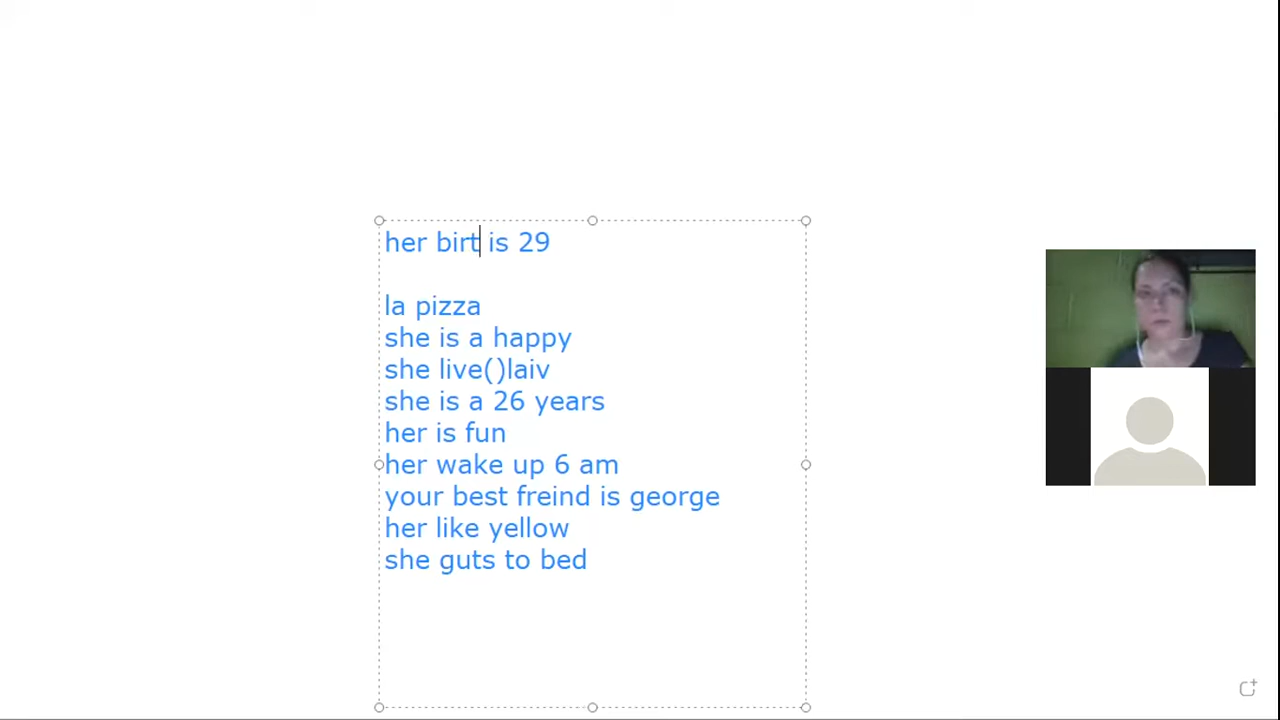 her birt is 29
la pizza
she is a happy
she live()laiv
she is a 26 years
her is fun
her wake up 6 am
your best freind is george
her like yellow
she guts to bed